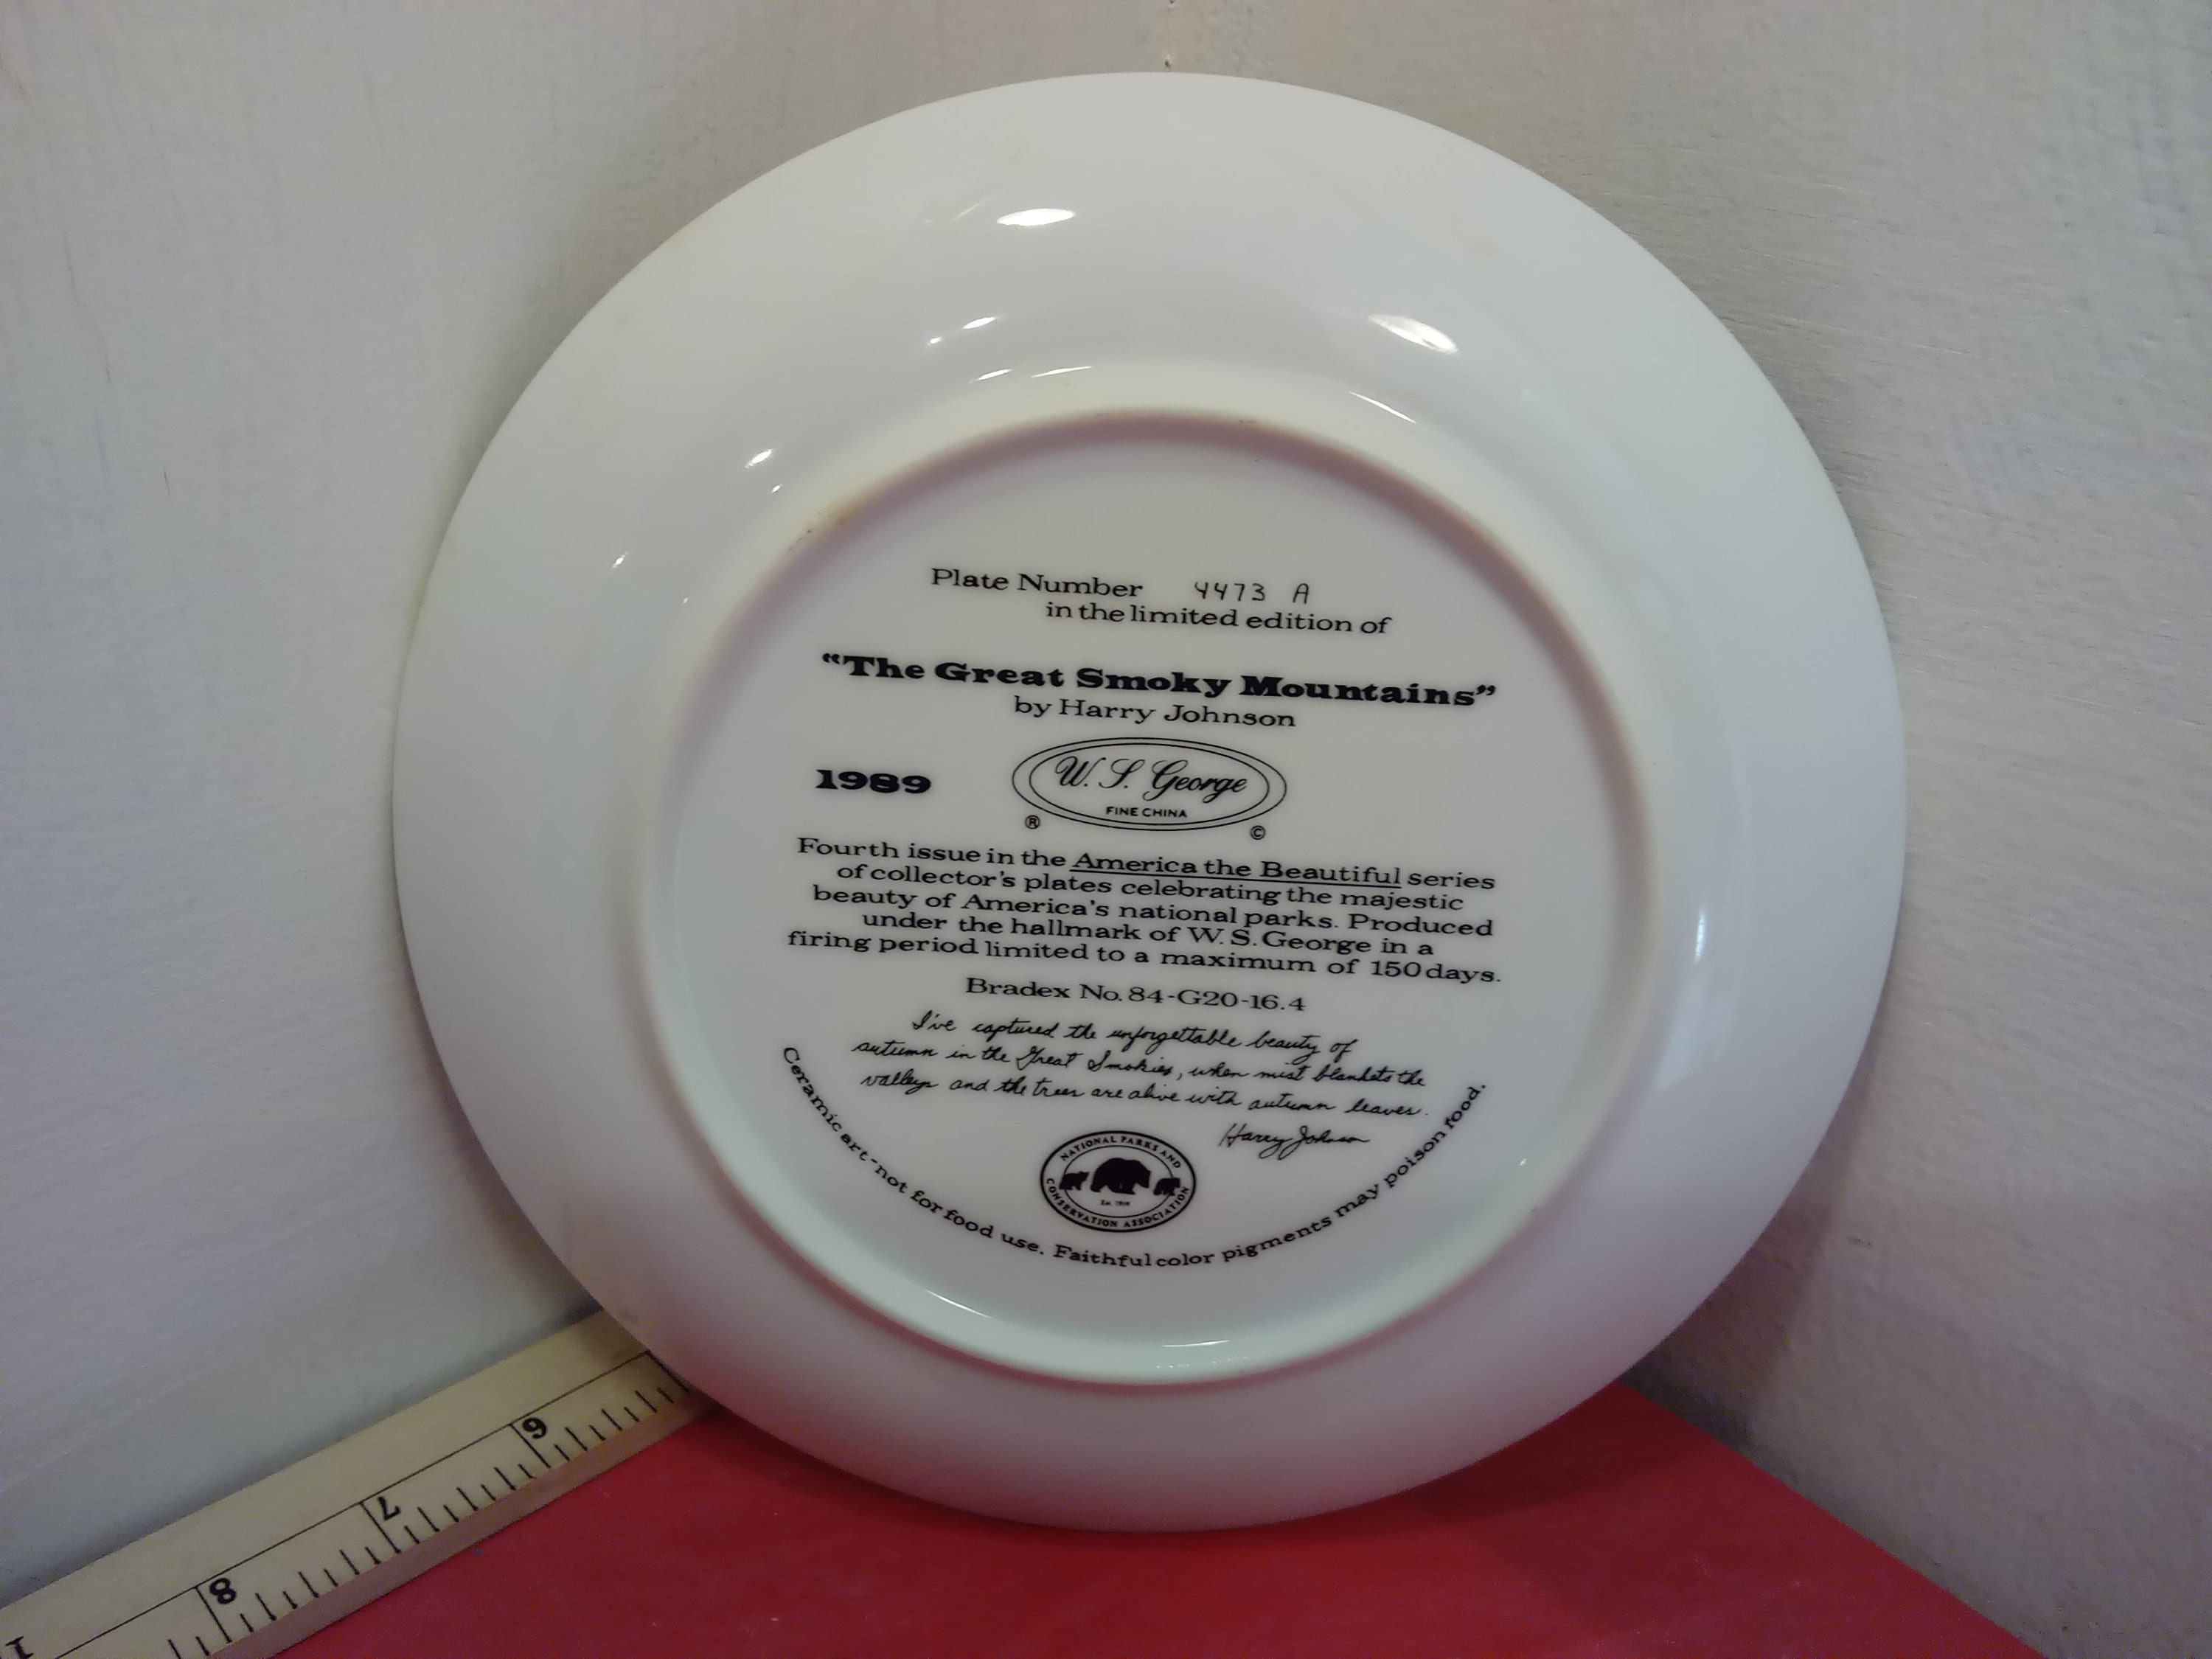 Plate Number 4473 A
in the limited edition of
“The Great Smoky Mountains”
by Harry Johnson
1989
W. S. George
FINE CHINA
® ©
Fourth issue in the America the Beautiful series
of collector's plates celebrating the majestic
beauty of America's national parks. Produced
under the hallmark of W. S. George in a
firing period limited to a maximum of 150 days.
Bradex No. 84-G20-16.4
I've captured the unforgettable beauty of
autumn in the Great Smokies, when mist blankets the
valleys and the trees are alive with autumn leaves.
Harry Johnson
NATIONAL PARKS AND
CONSERVATION ASSOCIATION
Ceramic art-not for food use. Faithful color pigments may poison food.
6
7
8